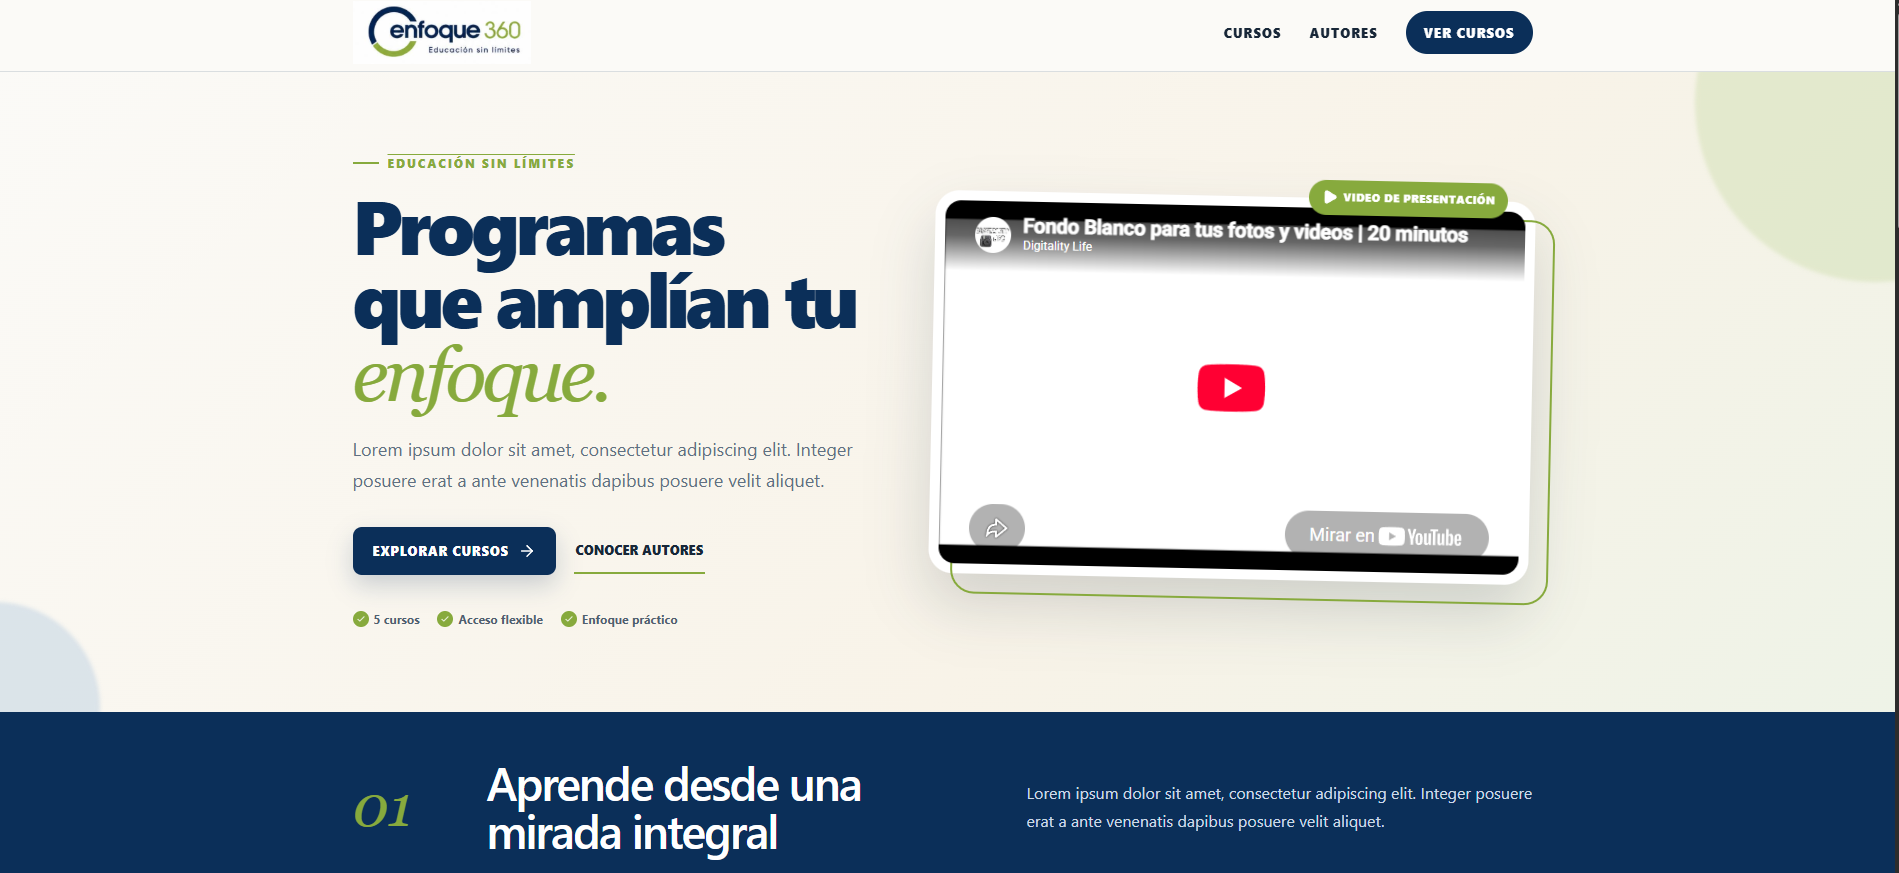 enfoque 360
Educación sin límites
CURSOS
AUTORES
VER CURSOS
EDUCACIÓN SIN LÍMITES
Programas
que amplían tu
enfoque.
Lorem ipsum dolor sit amet, consectetur adipiscing elit. Integer
posuere erat a ante venenatis dapibus posuere velit aliquet.
EXPLORAR CURSOS
CONOCER AUTORES
5 cursos
Acceso flexible
Enfoque práctico
VIDEO DE PRESENTACIÓN
Fondo Blanco para tus fotos y videos | 20 minutos
Digitality Life
Mirar en YouTube
01
Aprende desde una
mirada integral
Lorem ipsum dolor sit amet, consectetur adipiscing elit. Integer posuere
erat a ante venenatis dapibus posuere velit aliquet.